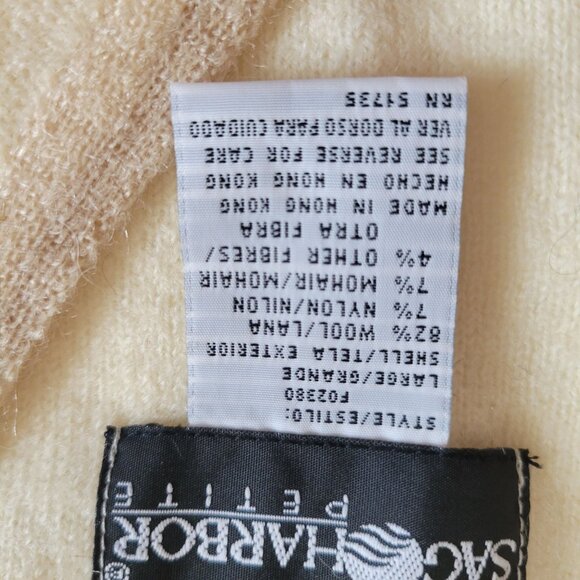 SAG
HARBOR
®
PETITE
STYLE/ESTILO:
F02380
LARGE/GRANDE
SHELL/TELA EXTERIOR
82% WOOL/LANA
7% NYLON/NILON
7% MOHAIR/MOHAIR
4% OTHER FIBRES/
OTRA FIBRA
MADE IN HONG KONG
HECHO EN HONG KONG
SEE REVERSE FOR CARE
VER AL DORSO PARA CUIDADO
RN 51735